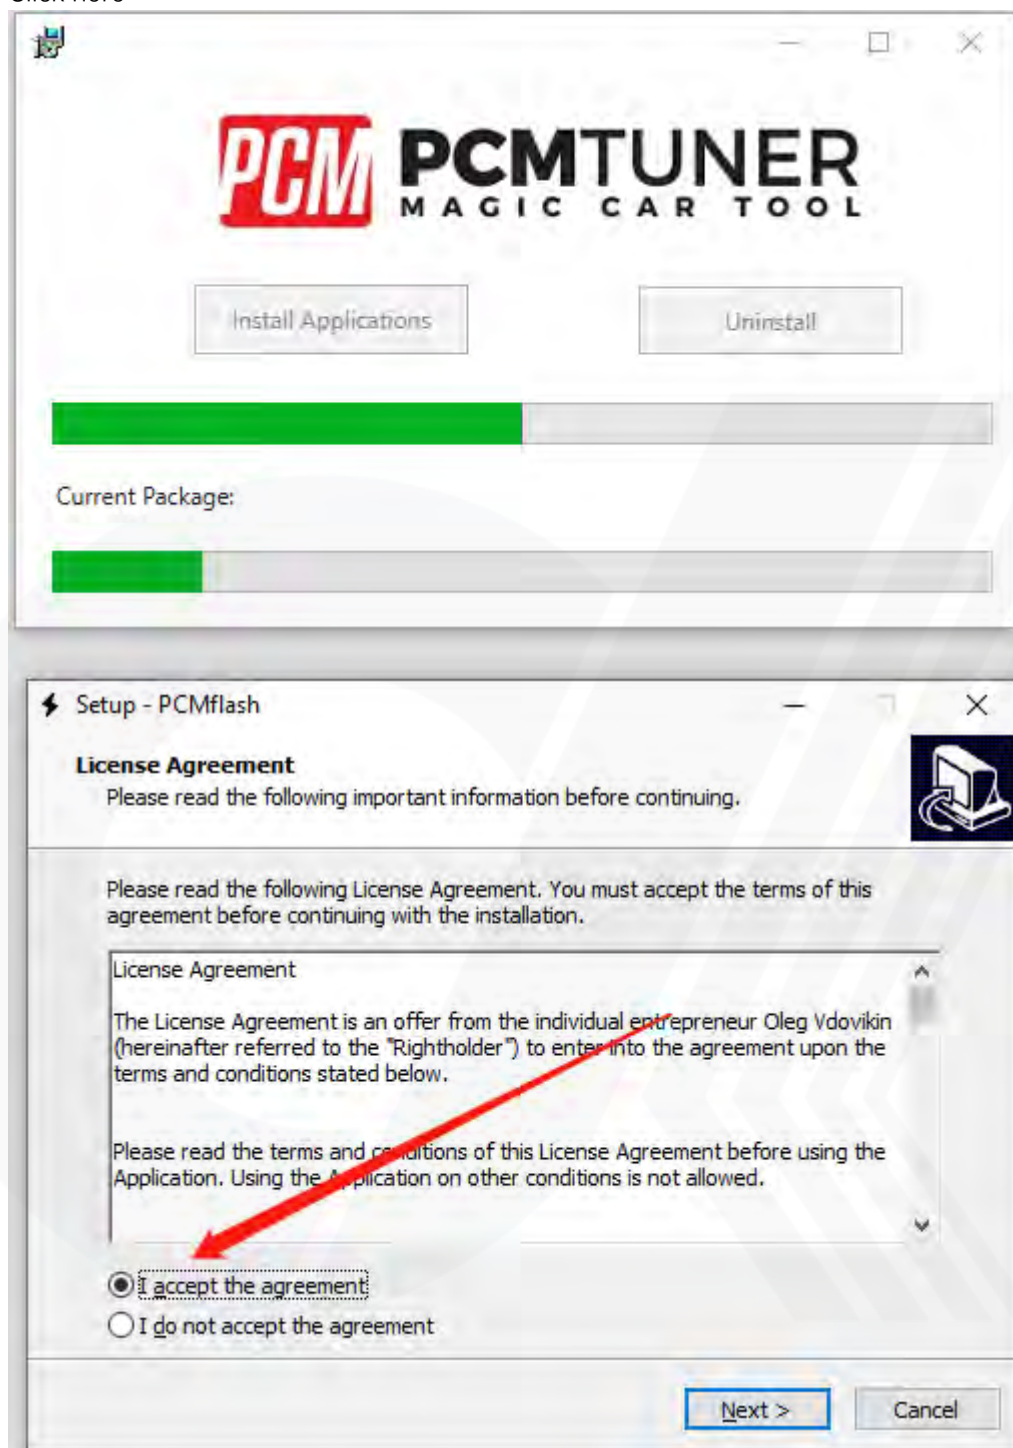 Click here
PCM PCMTUNER
MAGIC CAR TOOL
Install Applications Uninstall
Current Package:
Setup - PCMflash
License Agreement
Please read the following important information before continuing.
Please read the following License Agreement. You must accept the terms of this
agreement before continuing with the installation.
License Agreement
The License Agreement is an offer from the individual entrepreneur Oleg Vdovikin
(hereinafter referred to the "Rightholder") to enter into the agreement upon the
terms and conditions stated below.
Please read the terms and conditions of this License Agreement before using the
Application. Using the Application on other conditions is not allowed.
I accept the agreement
I do not accept the agreement
Next > Cancel